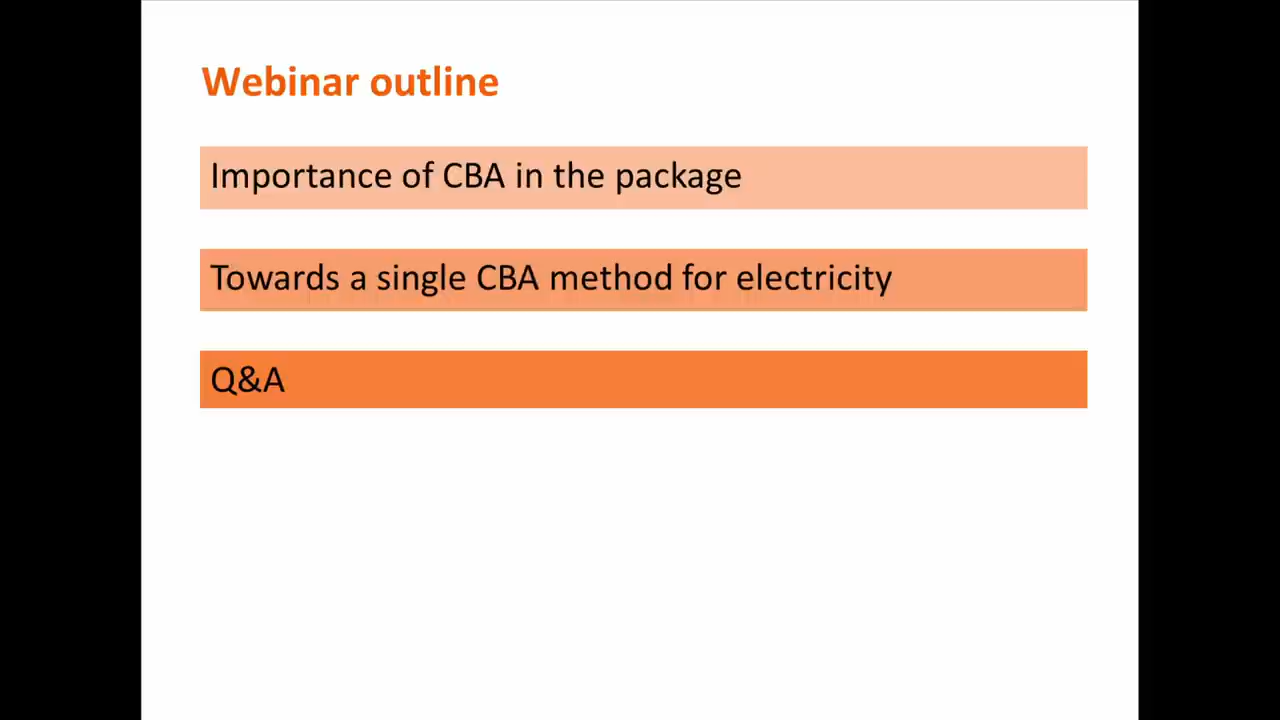 Webinar outline
Importance of CBA in the package
Towards a single CBA method for electricity
Q&A